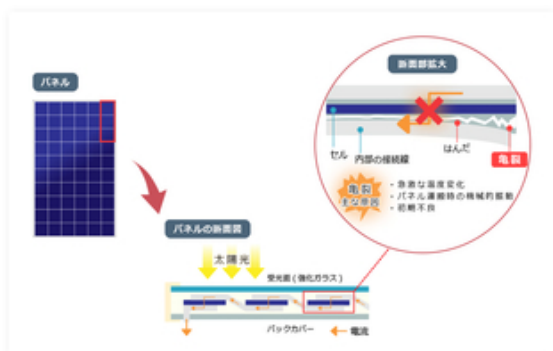 パネル
断面部拡大
セル
内部の接続線
はんだ
亀裂
亀裂
主な原因
・急激な温度変化
・パネル運搬時の機械的振動
・初期不良
パネルの断面図
太陽光
受光面(強化ガラス)
バックカバー
電流